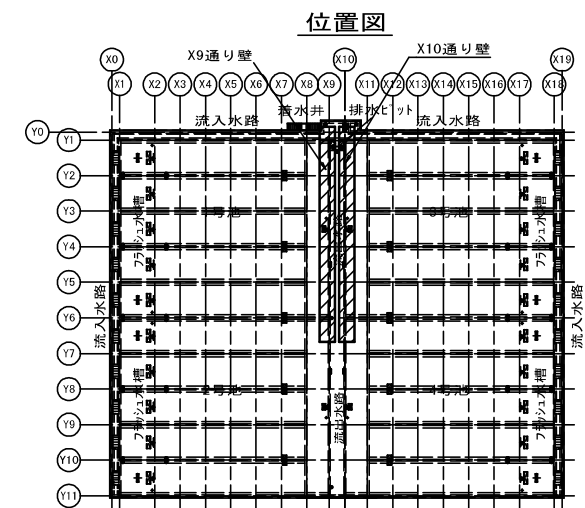 位置図
X9通り壁
X10通り壁
X0
X10
X19
X1
X2
X3
X4
X5
X6
X7
X8
X9
X11
X12
X13
X14
X15
X16
X17
X18
着水井
排水ピット
流入水路
流入水路
Y0
Y1
Y2
Y3
Y4
Y5
Y6
Y7
Y8
Y9
Y10
Y11
1号池
3号池
2号池
4号池
フラッシュ水槽
フラッシュ水槽
フラッシュ水槽
フラッシュ水槽
流入水路
流入水路
流出水路